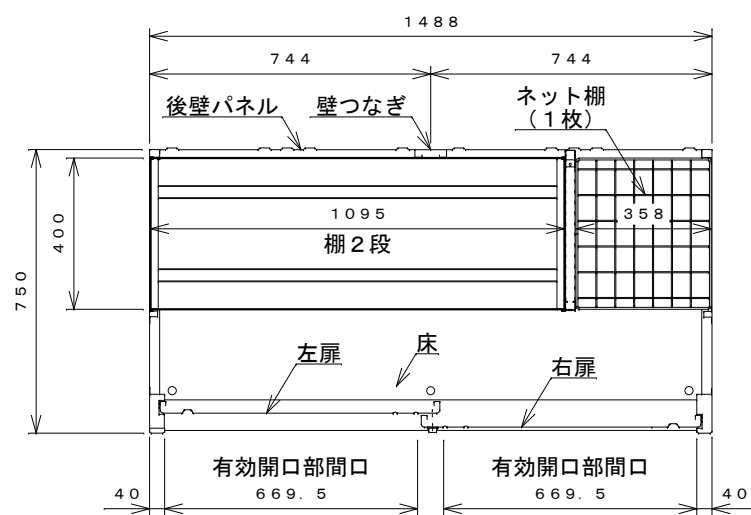 1488
744 744
後壁パネル 壁つなぎ ネット棚
(1枚)
750
400
1095
358
棚2段
左扉
床
右扉
有効開口部間口 有効開口部間口
40 669.5 669.5 40